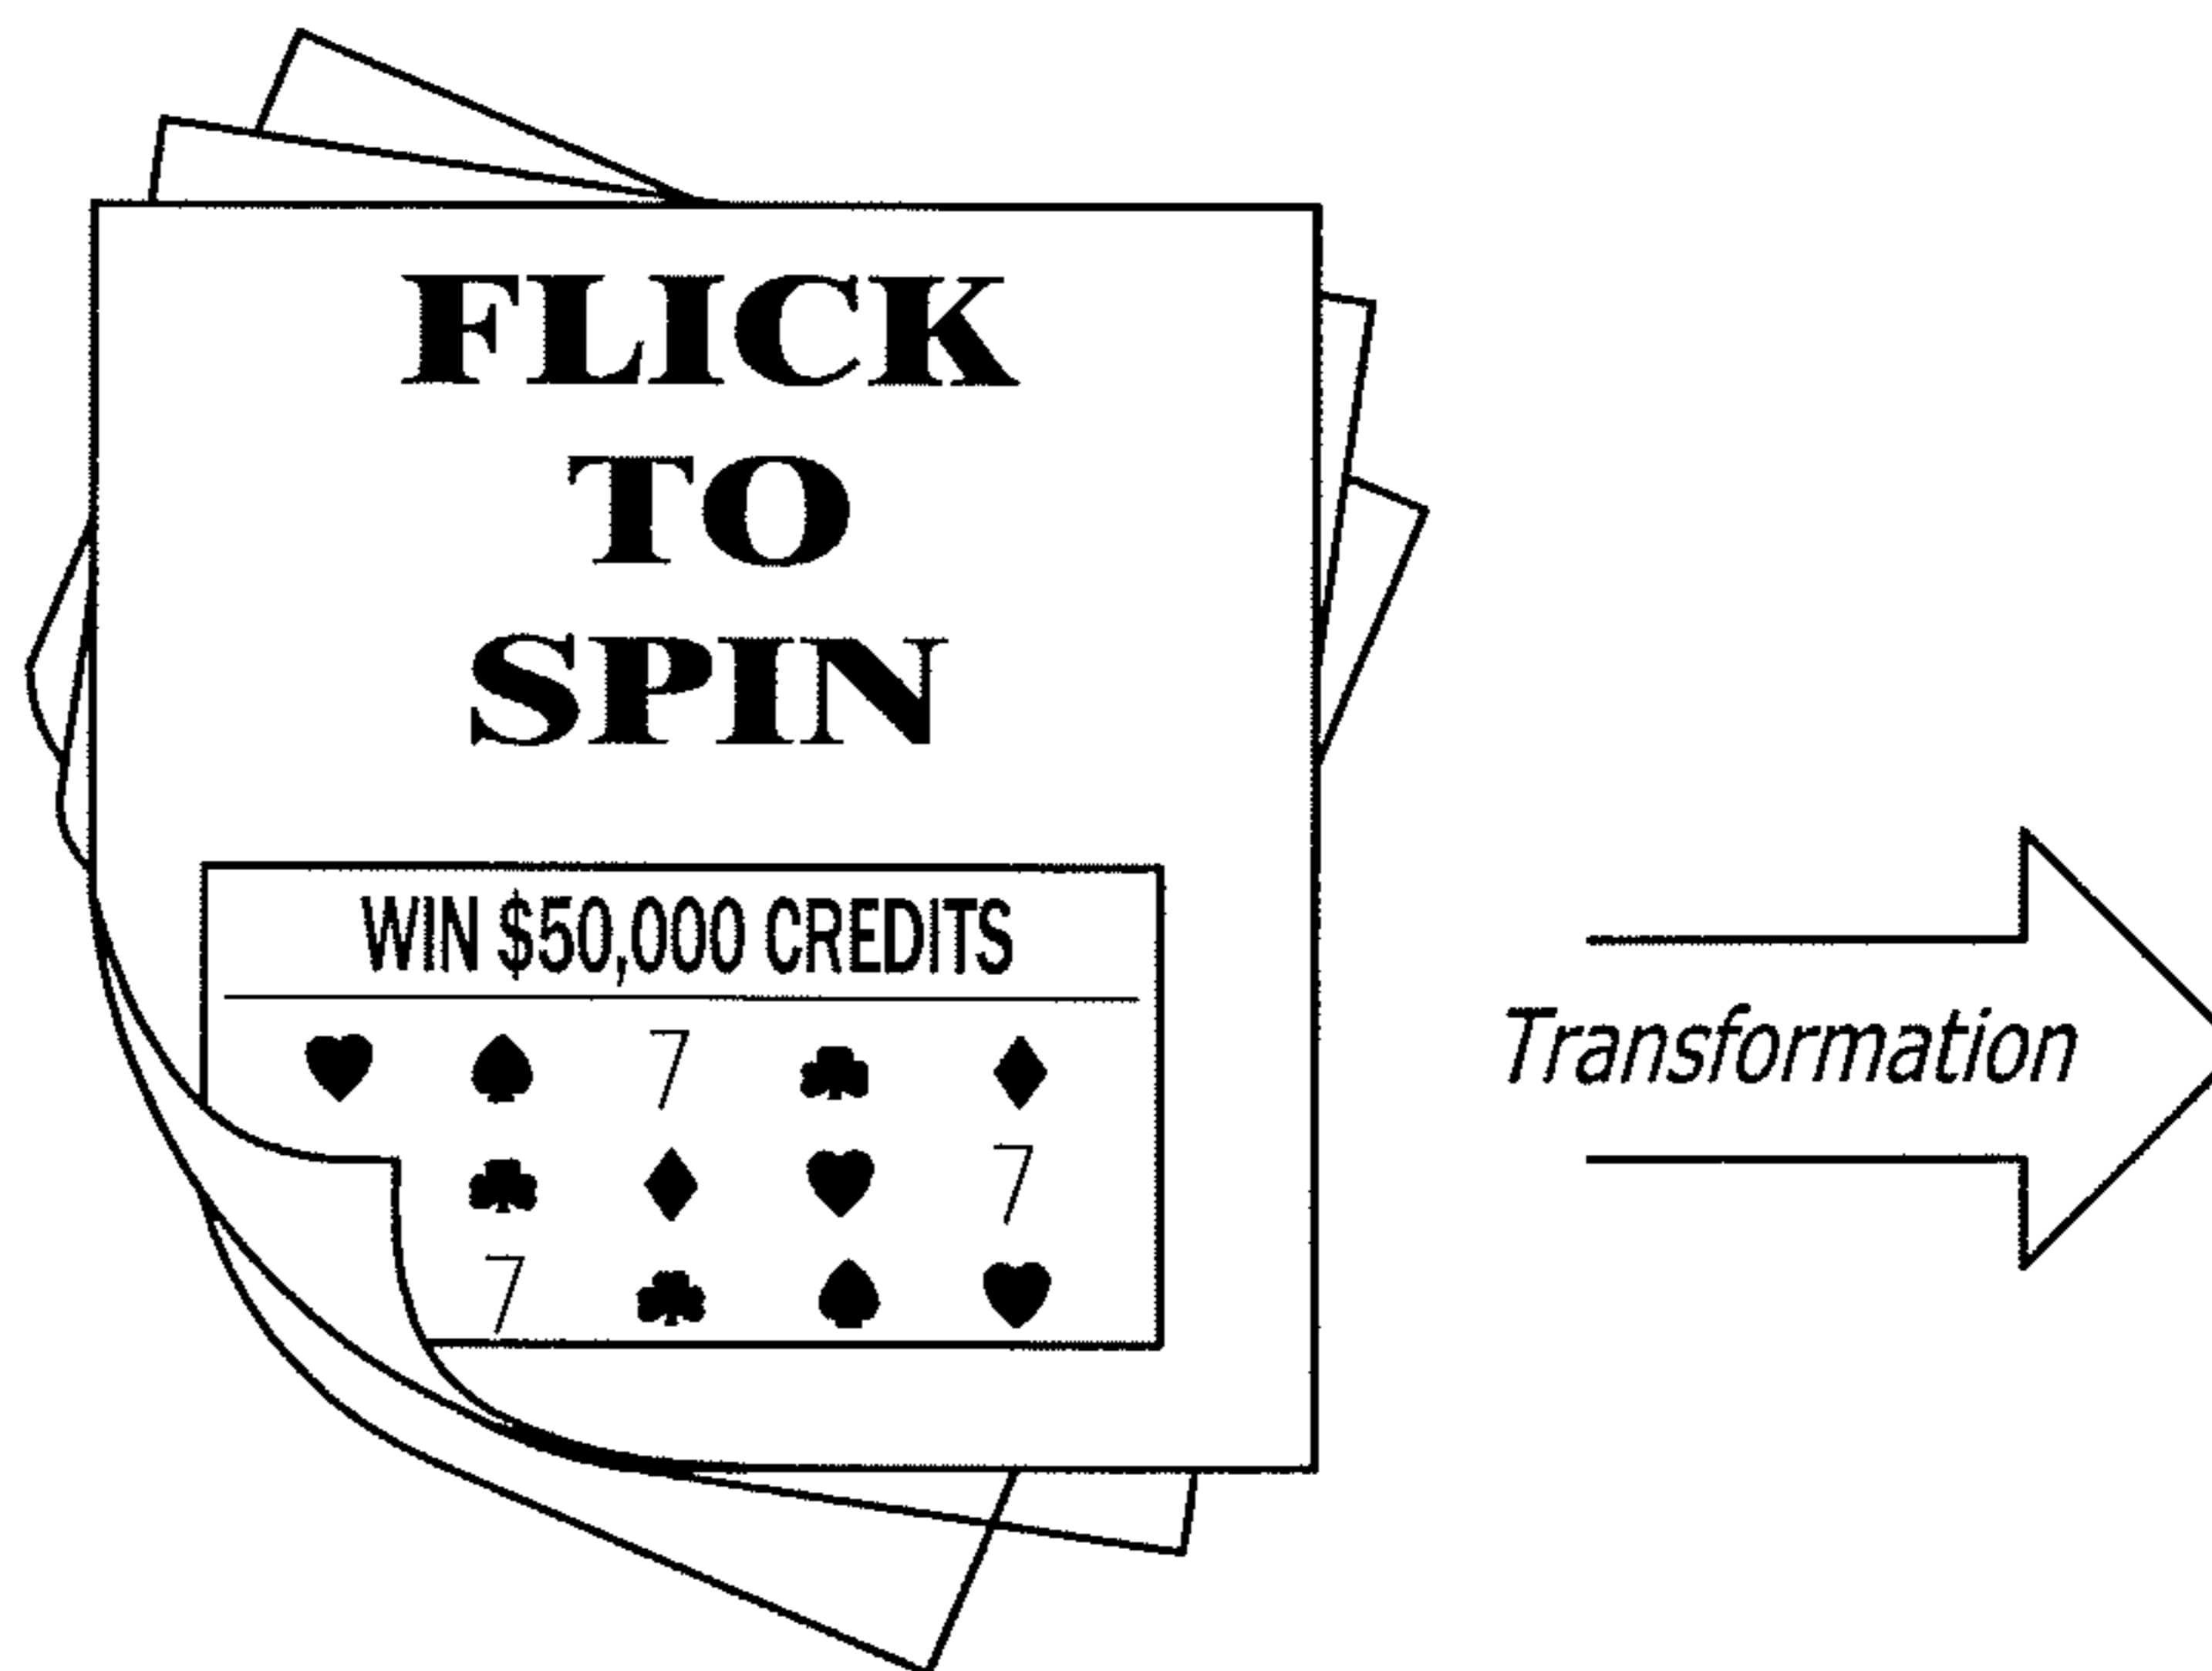 FLICK
TO
SPIN
WIN $50,000 CREDITS
♥ ♠ 7 ♣ ♦
♣ ♦ ♥ 7
7 ♣ ♠ ♥
Transformation